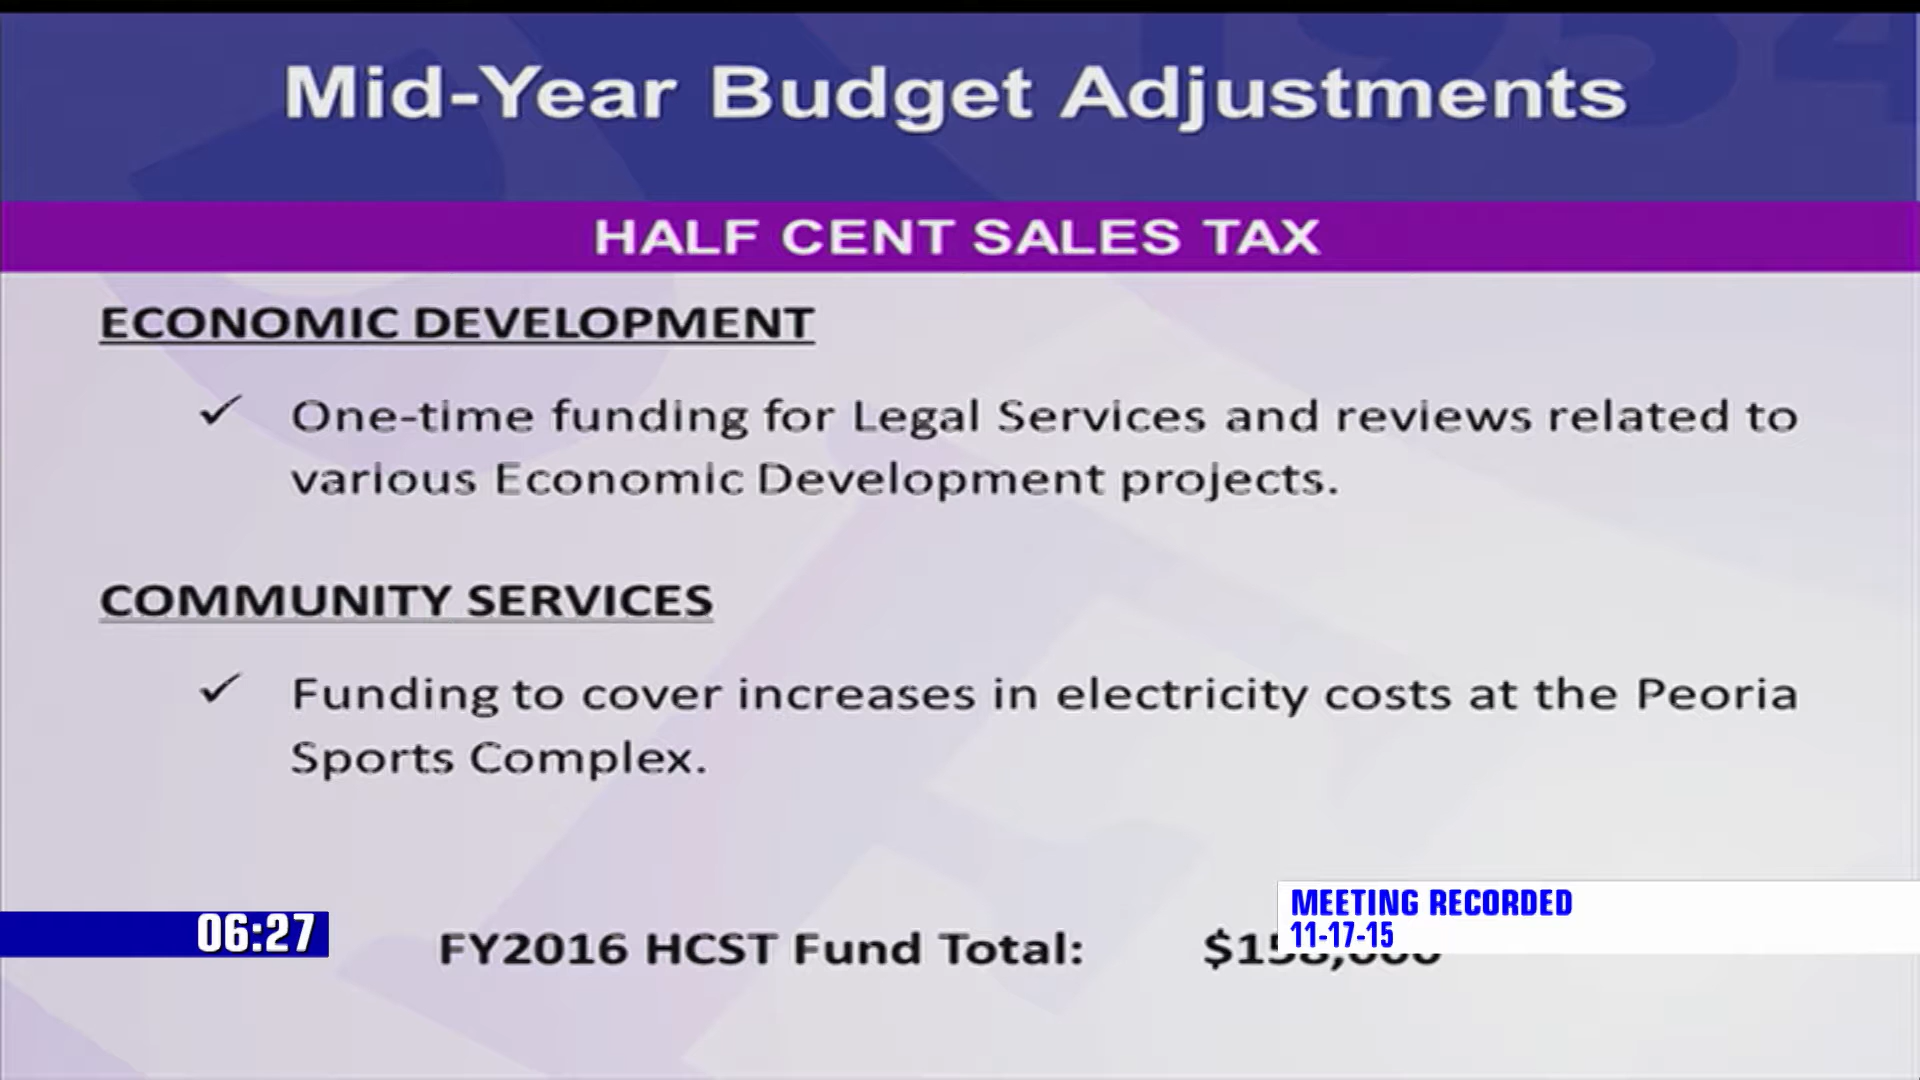 Mid-Year Budget Adjustments
HALF CENT SALES TAX
ECONOMIC DEVELOPMENT
✓ One-time funding for Legal Services and reviews related to
various Economic Development projects.
COMMUNITY SERVICES
✓ Funding to cover increases in electricity costs at the Peoria
Sports Complex.
FY2016 HCST Fund Total:
06:27
MEETING RECORDED
11-17-15